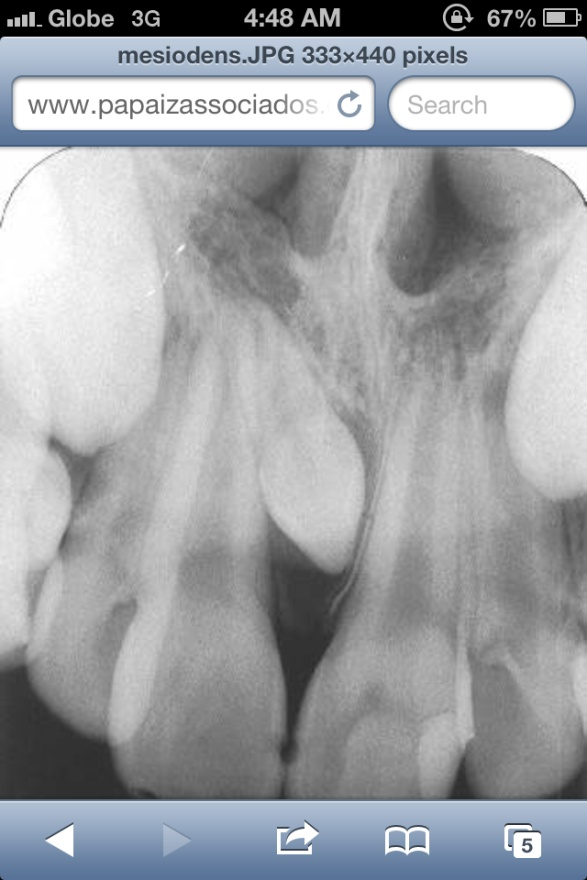 Globe 3G 4:48 AM 67%
mesiodens.JPG 333×440 pixels
www.papaizassociados. Search
5